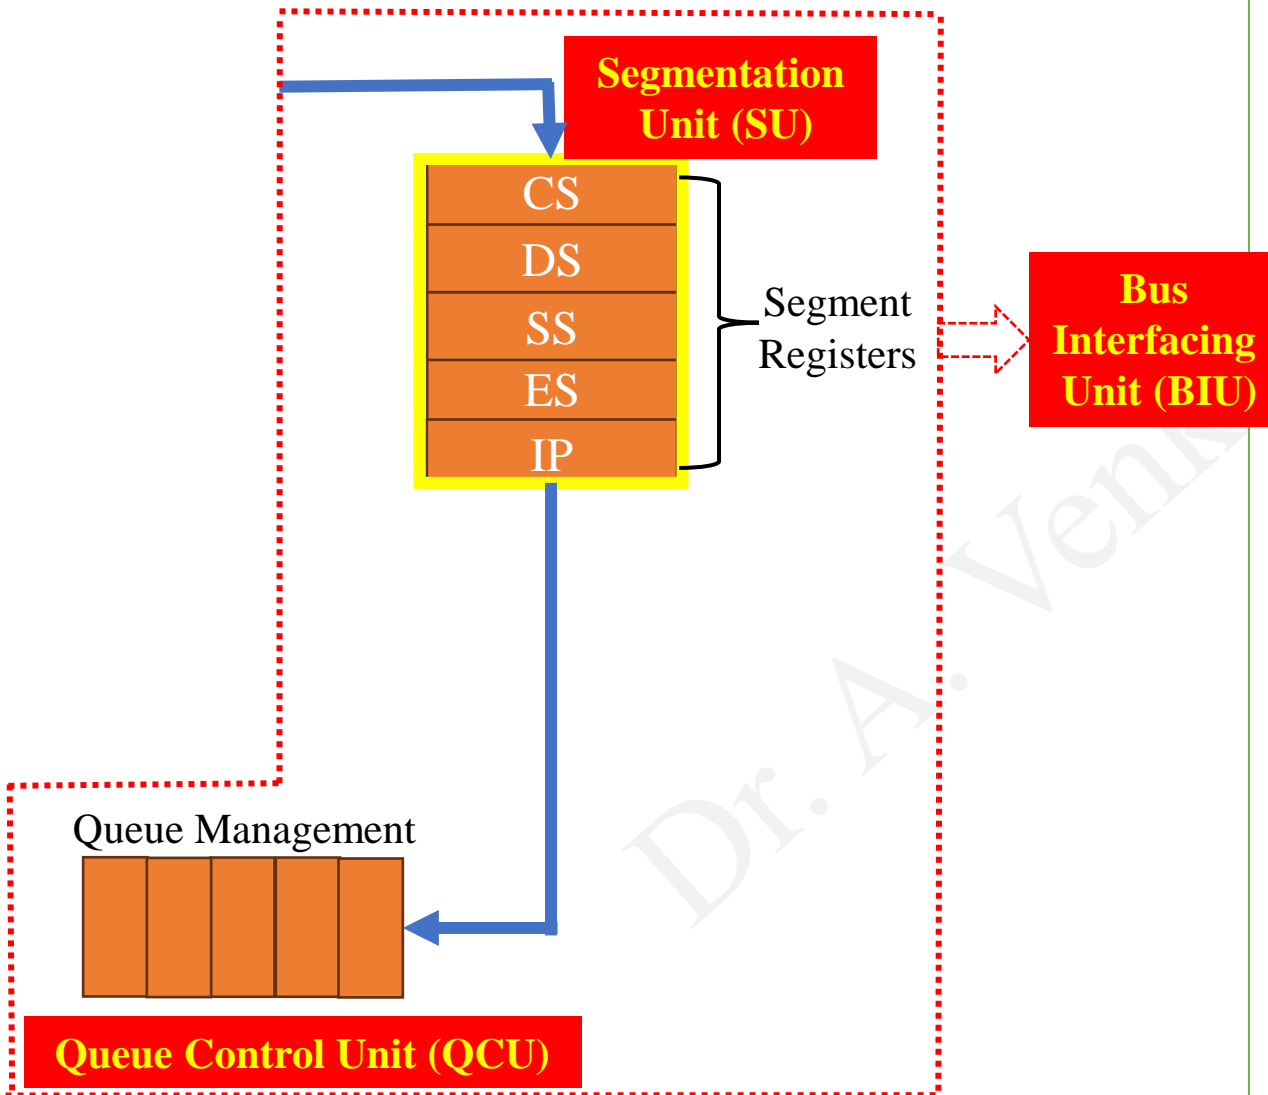 Segmentation
Unit (SU)
CS
DS
SS
ES
IP
Segment
Registers
Bus
Interfacing
Unit (BIU)
Queue Management
Queue Control Unit (QCU)
Dr. A.